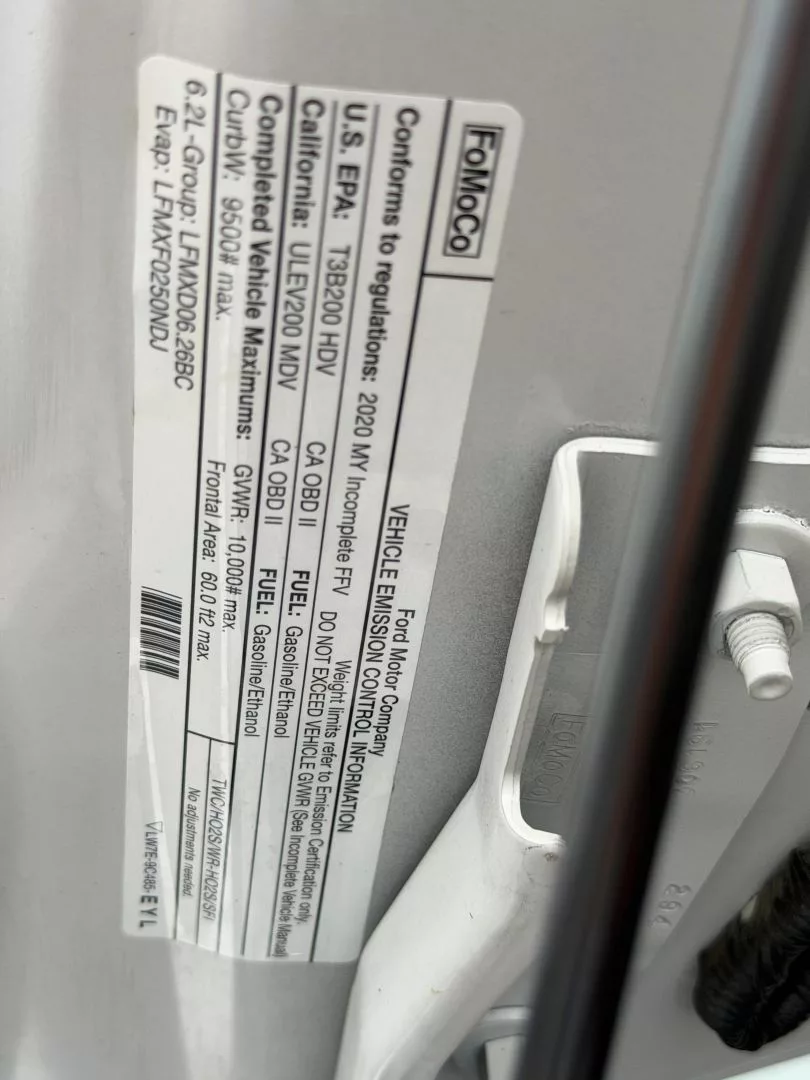 FoMoCo
Ford Motor Company
VEHICLE EMISSION CONTROL INFORMATION
Conforms to regulations: 2020 MY Incomplete FFV
Weight limits refer to Emission Certification only.
DO NOT EXCEED VEHICLE GVWR (See Incomplete Vehicle Manual)
U.S. EPA: T3B200 HDV CA OBD II FUEL: Gasoline/Ethanol
California: ULEV200 MDV CA OBD II FUEL: Gasoline/Ethanol
Completed Vehicle Maximums: GVWR: 10,000# max.
CurbW: 9500# max. Frontal Area: 60.0 ft2 max.
6.2L-Group: LFMXD06.26BC
Evap: LFMXF0250NDJ
TWC/HO2S/WR-HO2S/SFI
No adjustments needed.
LW7E-9C485-EYL
FoMoCo